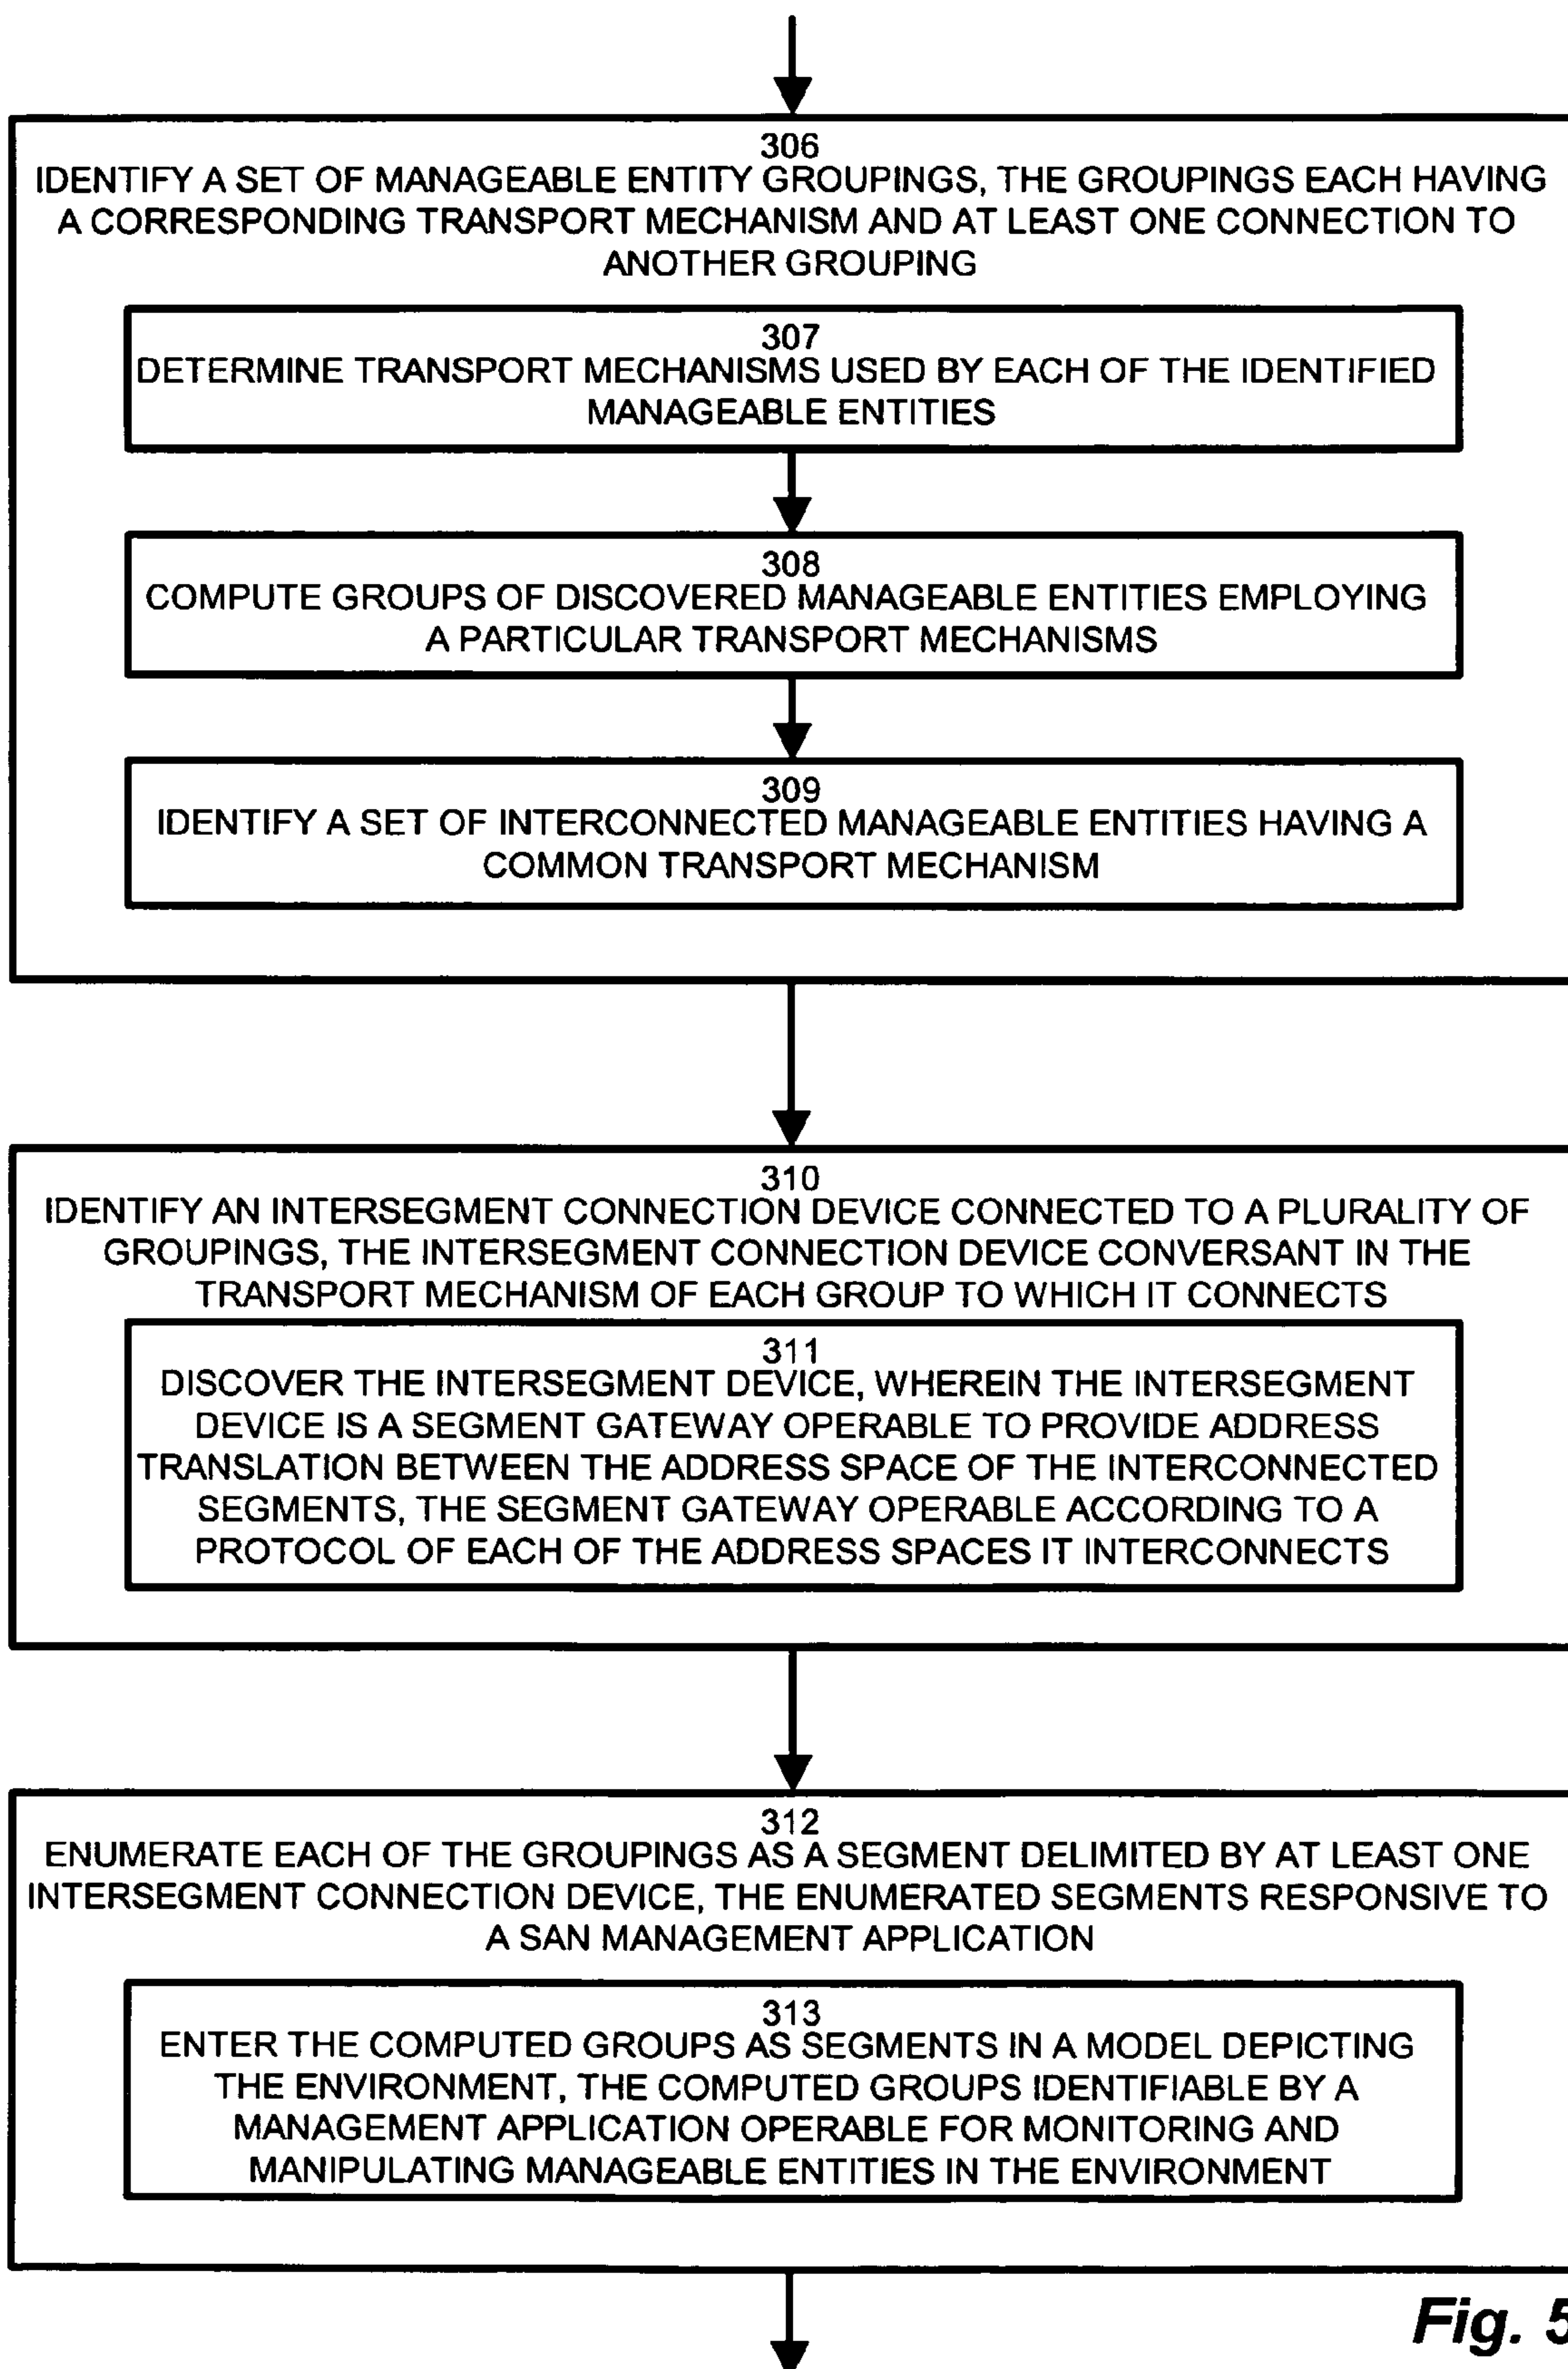 306
IDENTIFY A SET OF MANAGEABLE ENTITY GROUPINGS, THE GROUPINGS EACH HAVING
A CORRESPONDING TRANSPORT MECHANISM AND AT LEAST ONE CONNECTION TO
ANOTHER GROUPING
307
DETERMINE TRANSPORT MECHANISMS USED BY EACH OF THE IDENTIFIED
MANAGEABLE ENTITIES
308
COMPUTE GROUPS OF DISCOVERED MANAGEABLE ENTITIES EMPLOYING
A PARTICULAR TRANSPORT MECHANISMS
309
IDENTIFY A SET OF INTERCONNECTED MANAGEABLE ENTITIES HAVING A
COMMON TRANSPORT MECHANISM
310
IDENTIFY AN INTERSEGMENT CONNECTION DEVICE CONNECTED TO A PLURALITY OF
GROUPINGS, THE INTERSEGMENT CONNECTION DEVICE CONVERSANT IN THE
TRANSPORT MECHANISM OF EACH GROUP TO WHICH IT CONNECTS
311
DISCOVER THE INTERSEGMENT DEVICE, WHEREIN THE INTERSEGMENT
DEVICE IS A SEGMENT GATEWAY OPERABLE TO PROVIDE ADDRESS
TRANSLATION BETWEEN THE ADDRESS SPACE OF THE INTERCONNECTED
SEGMENTS, THE SEGMENT GATEWAY OPERABLE ACCORDING TO A
PROTOCOL OF EACH OF THE ADDRESS SPACES IT INTERCONNECTS
312
ENUMERATE EACH OF THE GROUPINGS AS A SEGMENT DELIMITED BY AT LEAST ONE
INTERSEGMENT CONNECTION DEVICE, THE ENUMERATED SEGMENTS RESPONSIVE TO
A SAN MANAGEMENT APPLICATION
313
ENTER THE COMPUTED GROUPS AS SEGMENTS IN A MODEL DEPICTING
THE ENVIRONMENT, THE COMPUTED GROUPS IDENTIFIABLE BY A
MANAGEMENT APPLICATION OPERABLE FOR MONITORING AND
MANIPULATING MANAGEABLE ENTITIES IN THE ENVIRONMENT
Fig. 5